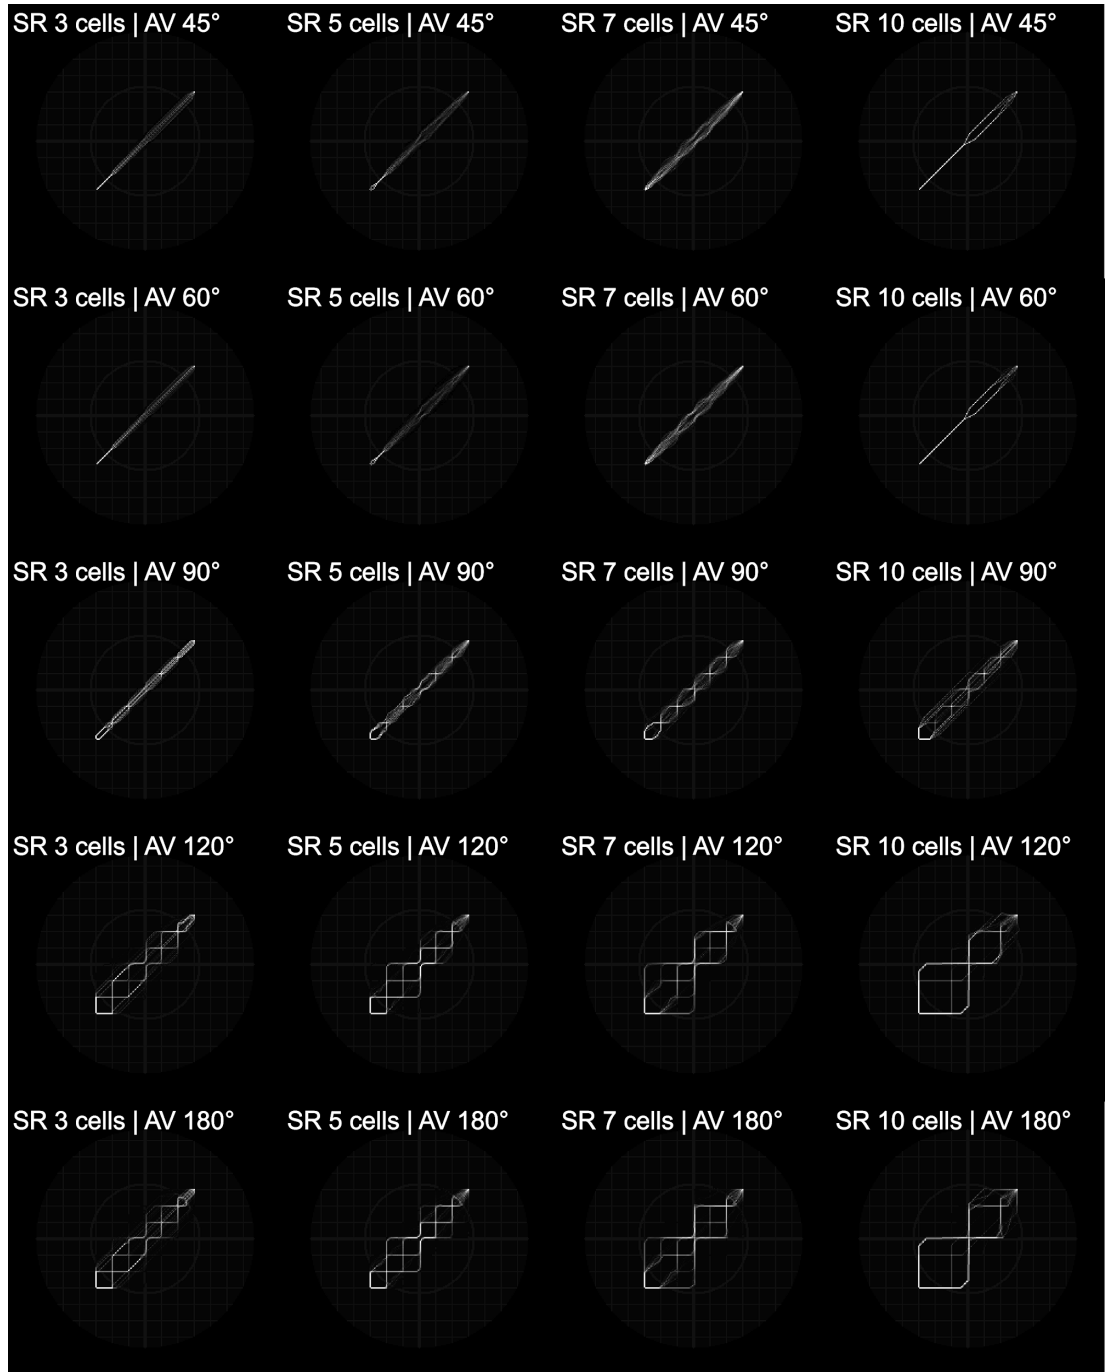 SR 3 cells | AV 45°
SR 5 cells | AV 45°
SR 7 cells | AV 45°
SR 10 cells | AV 45°
SR 3 cells | AV 60°
SR 5 cells | AV 60°
SR 7 cells | AV 60°
SR 10 cells | AV 60°
SR 3 cells | AV 90°
SR 5 cells | AV 90°
SR 7 cells | AV 90°
SR 10 cells | AV 90°
SR 3 cells | AV 120°
SR 5 cells | AV 120°
SR 7 cells | AV 120°
SR 10 cells | AV 120°
SR 3 cells | AV 180°
SR 5 cells | AV 180°
SR 7 cells | AV 180°
SR 10 cells | AV 180°